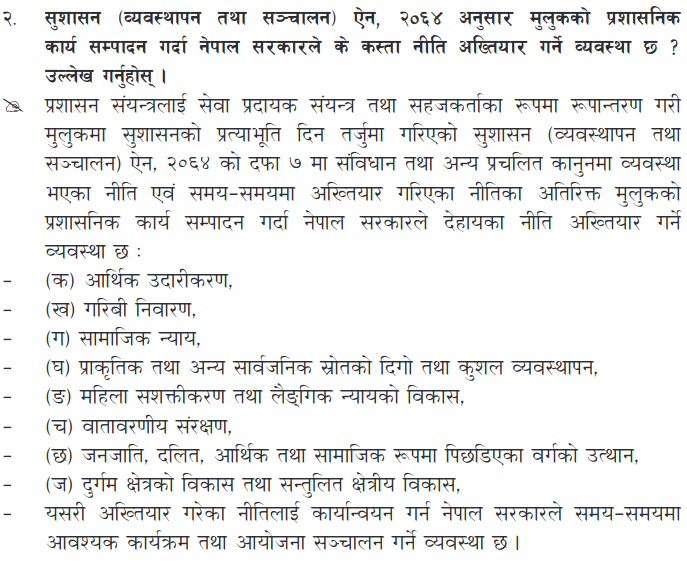 २. सुशासन (व्यवस्थापन तथा सञ्चालन) ऐन, २०६४ अनुसार मुलुकको प्रशासनिक
कार्य सम्पादन गर्दा नेपाल सरकारले के कस्ता नीति अख्तियार गर्ने व्यवस्था छ ?
उल्लेख गर्नुहोस् ।
प्रशासन संयन्त्रलाई सेवा प्रदायक संयन्त्र तथा सहजकर्ताका रूपमा रूपान्तरण गरी
मुलुकमा सुशासनको प्रत्याभूति दिन तर्जुमा गरिएको सुशासन (व्यवस्थापन तथा
सञ्चालन) ऐन, २०६४ को दफा ७ मा संविधान तथा अन्य प्रचलित कानुनमा व्यवस्था
भएका नीति एवं समय-समयमा अख्तियार गरिएका नीतिका अतिरिक्त मुलुकको
प्रशासनिक कार्य सम्पादन गर्दा नेपाल सरकारले देहायका नीति अख्तियार गर्ने
व्यवस्था छ :
- (क) आर्थिक उदारीकरण,
- (ख) गरिबी निवारण,
- (ग) सामाजिक न्याय,
- (घ) प्राकृतिक तथा अन्य सार्वजनिक स्रोतको दिगो तथा कुशल व्यवस्थापन,
- (ङ) महिला सशक्तीकरण तथा लैङ्गिक न्यायको विकास,
- (च) वातावरणीय संरक्षण,
- (छ) जनजाति, दलित, आर्थिक तथा सामाजिक रूपमा पिछडिएका वर्गको उत्थान,
- (ज) दुर्गम क्षेत्रको विकास तथा सन्तुलित क्षेत्रीय विकास,
- यसरी अख्तियार गरेका नीतिलाई कार्यान्वयन गर्न नेपाल सरकारले समय-समयमा
आवश्यक कार्यक्रम तथा आयोजना सञ्चालन गर्ने व्यवस्था छ ।